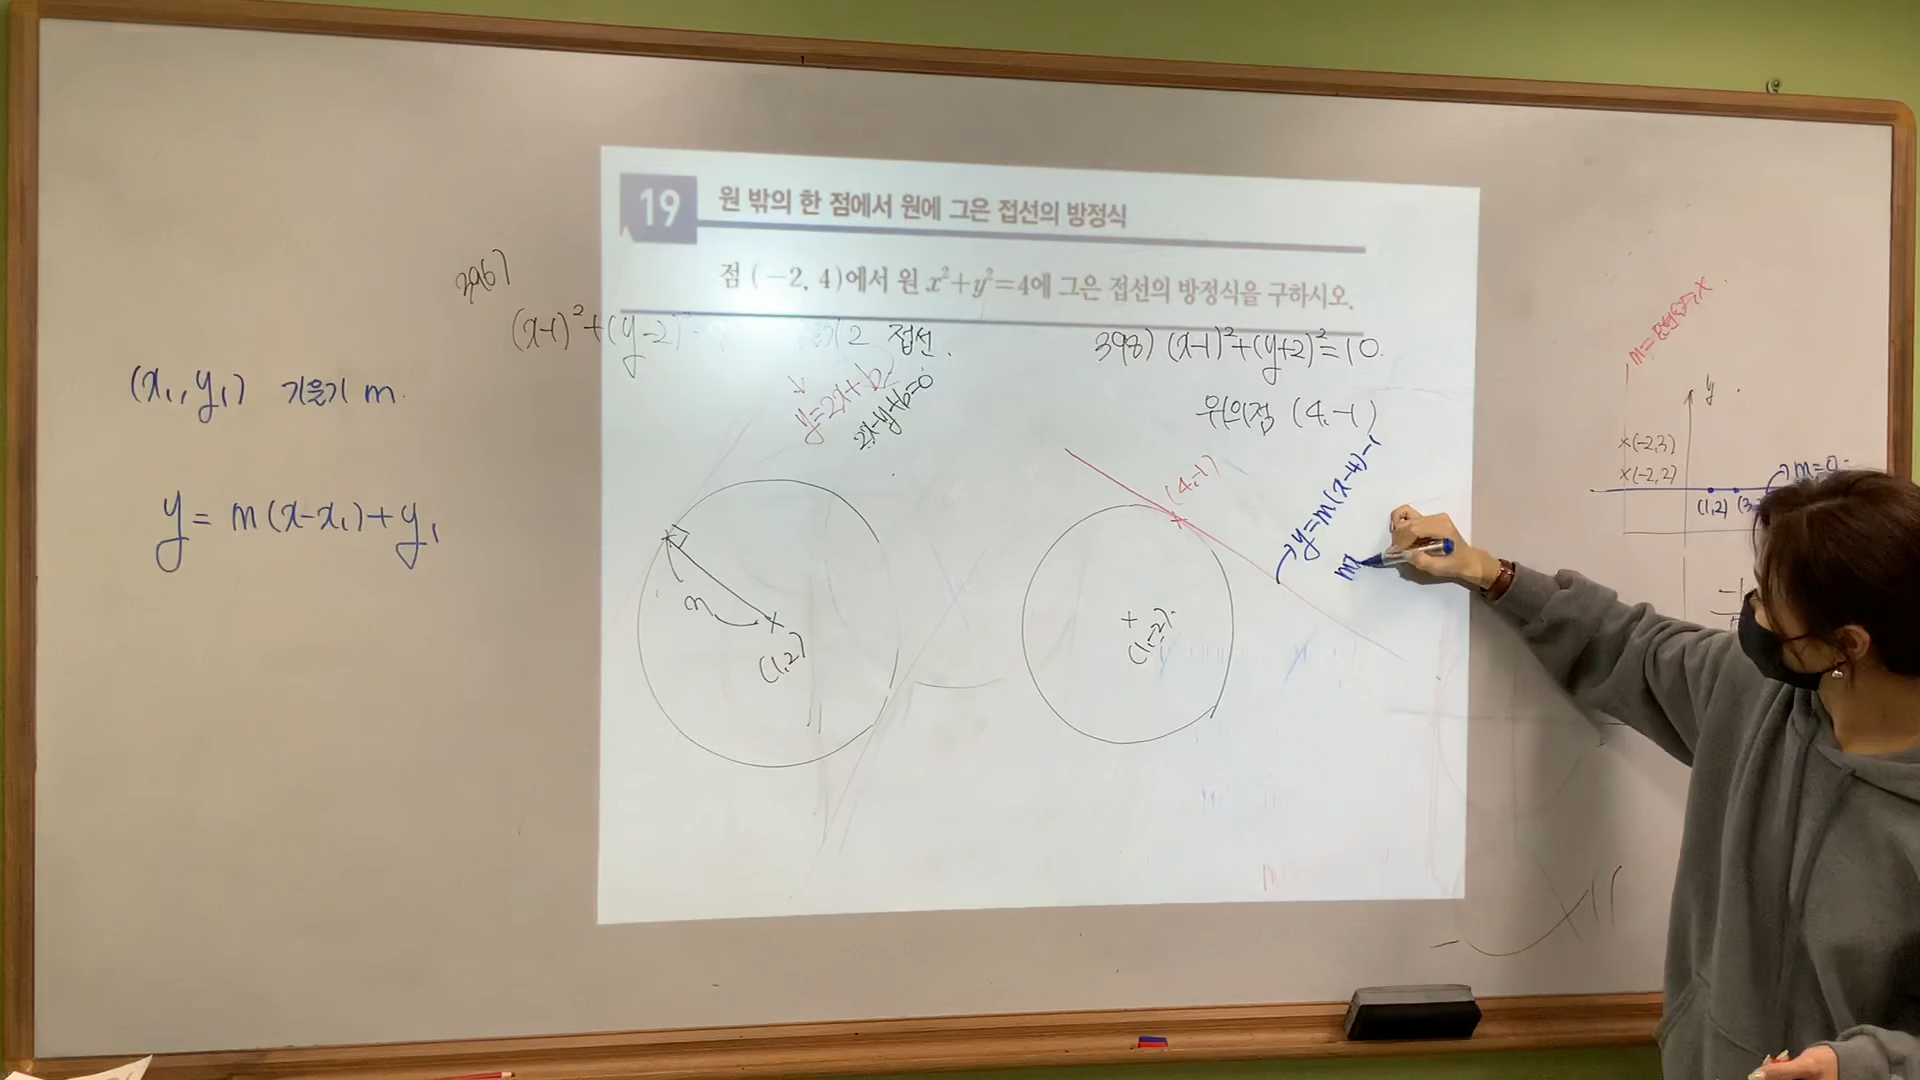 19 원 밖의 한 점에서 원에 그은 접선의 방정식
점 (−2, 4)에서 원 x²+y²=4에 그은 접선의 방정식을 구하시오.
396)
(x-1)²+(y-2)² 2 접선.
y=2x+b
2x-y+b=0
(1,2)
(x₁, y₁) 기울기 m.
y = m(x-x₁)+y₁
398) (x-1)²+(y+2)²=10.
위의점 (4,-1)
(4,-1)
y=m(x-4)-1
(1,-2)
y
x(-2,3)
x(-2,2)
m=0
(1,2)